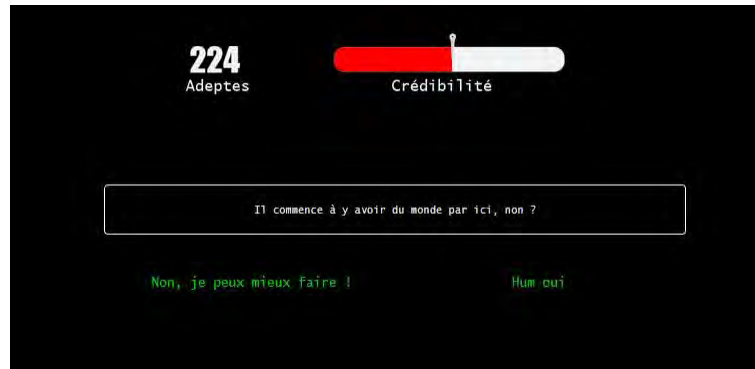 224
Adeptes
Crédibilité
Il commence à y avoir du monde par ici, non ?
Non, je peux mieux faire !
Hum oui